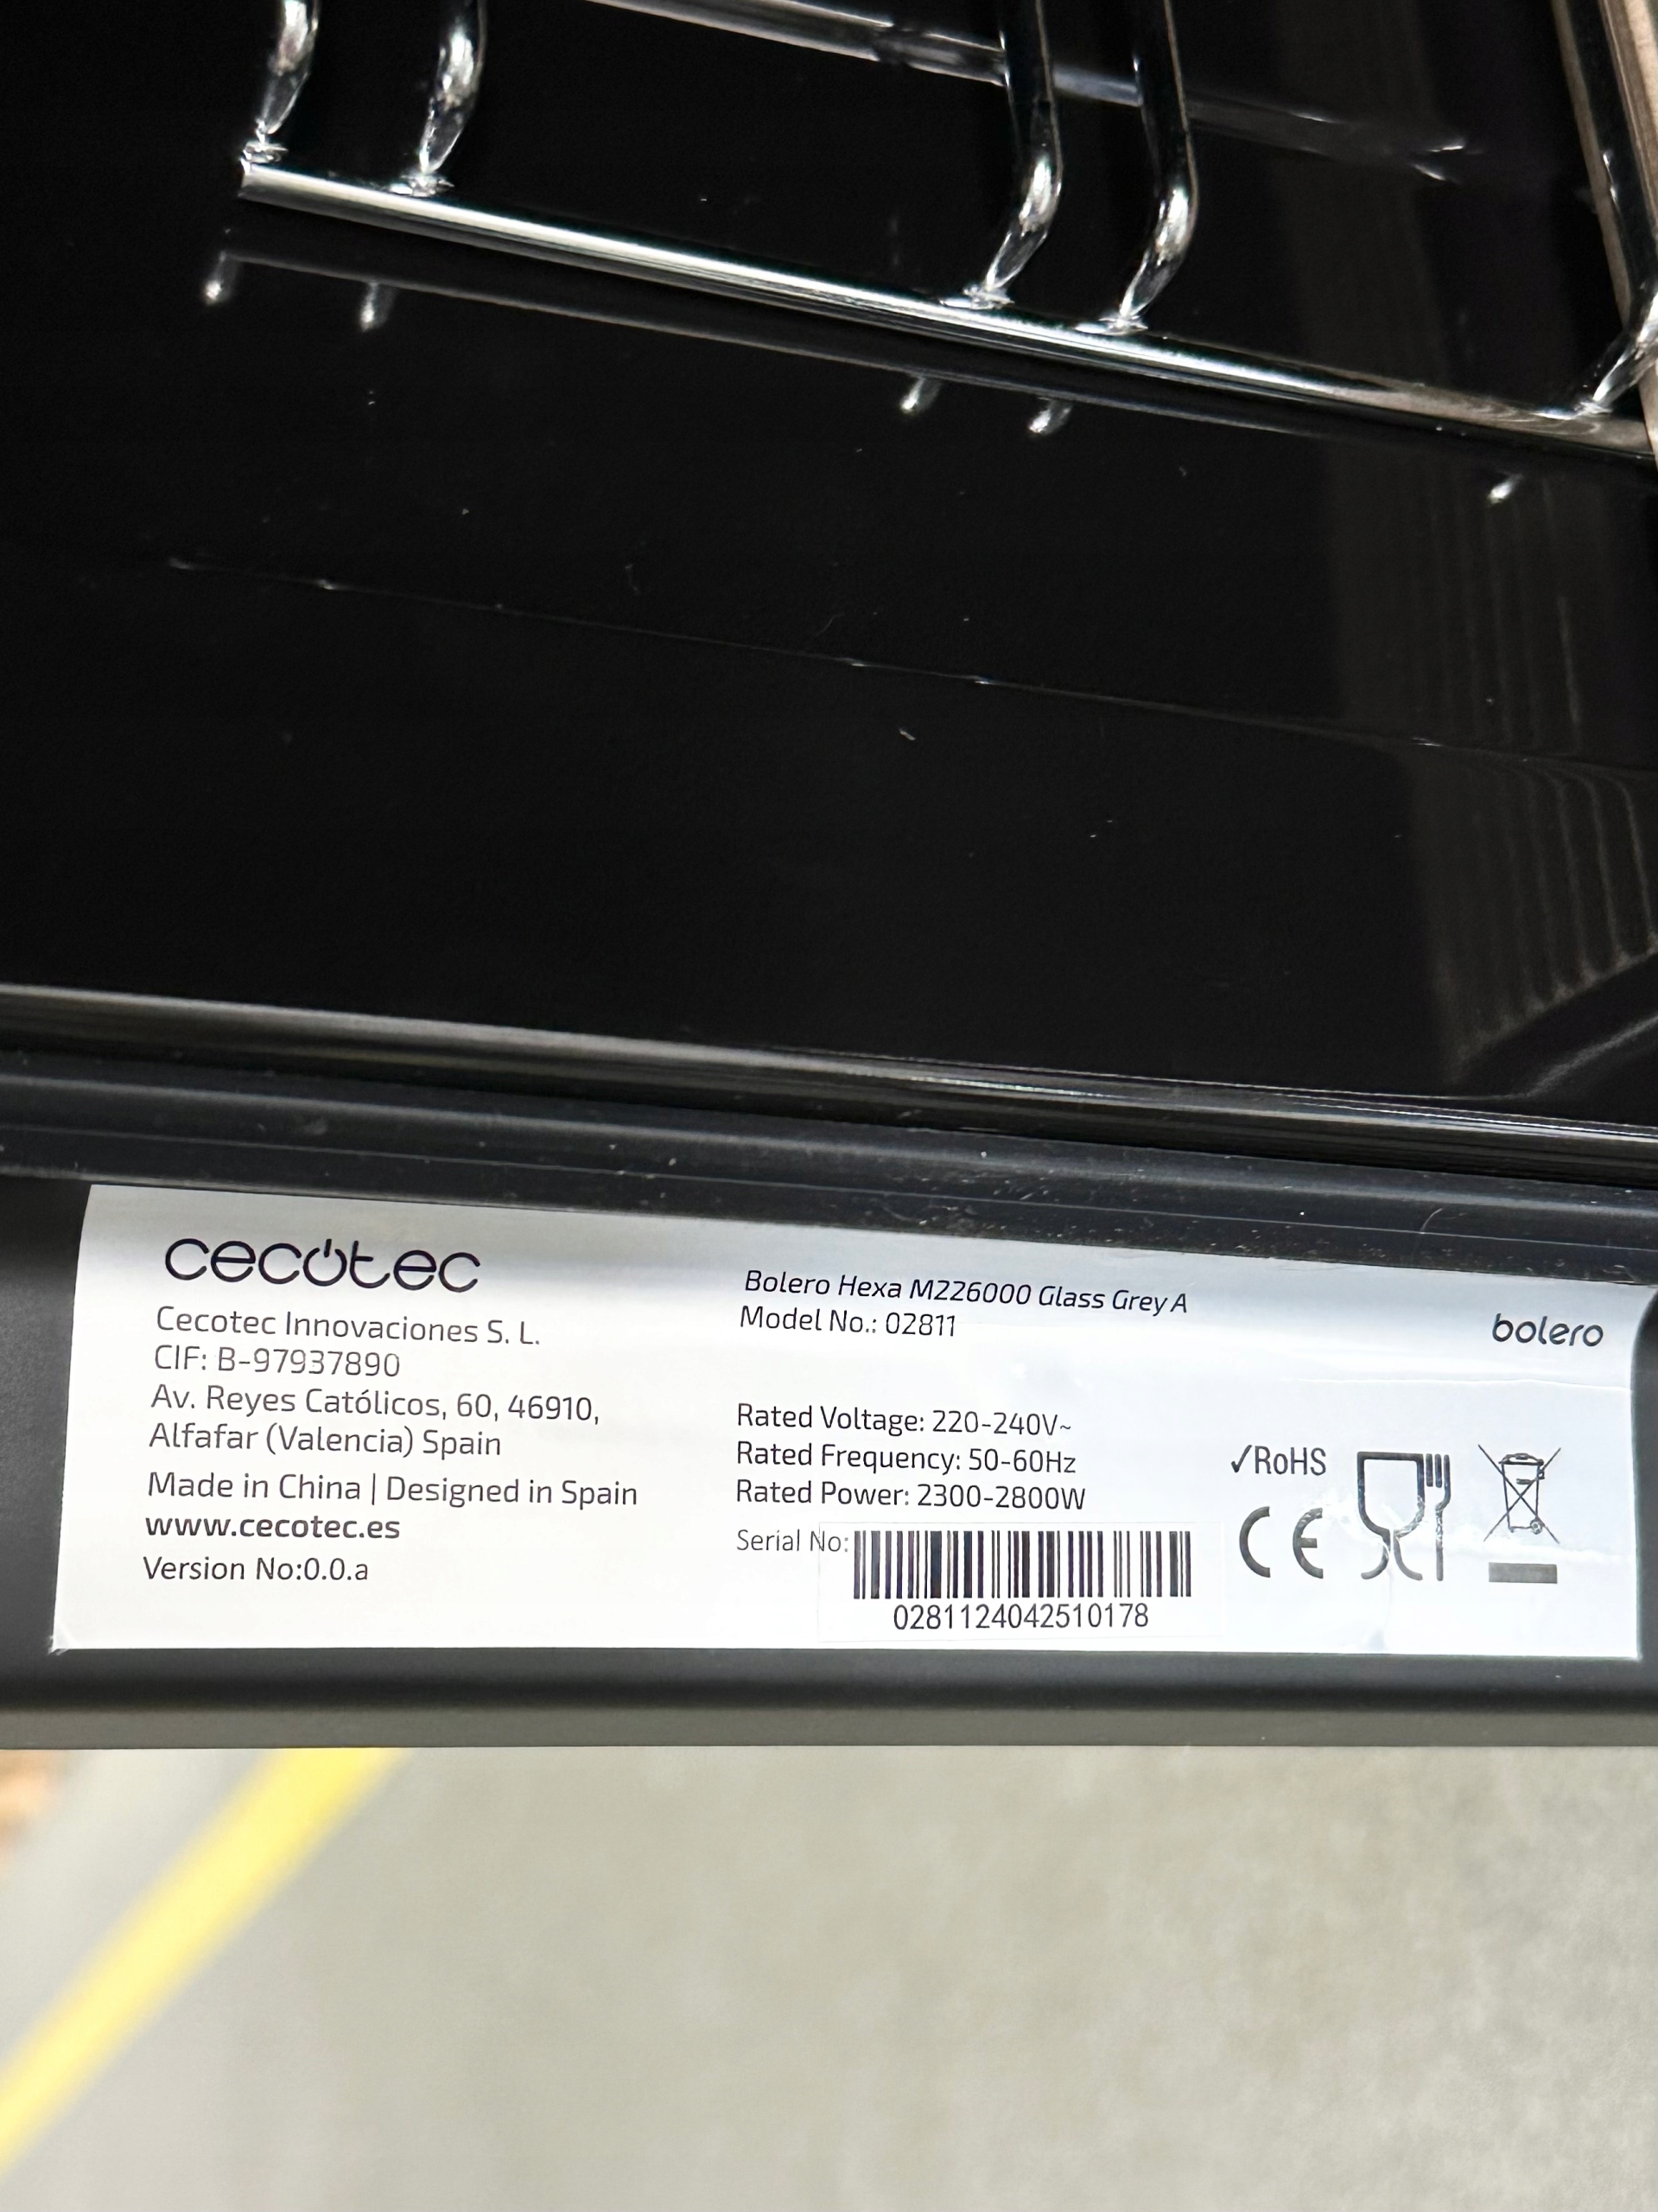 cecotec
Cecotec Innovaciones S. L.
CIF: B-97937890
Av. Reyes Católicos, 60, 46910,
Alfafar (Valencia) Spain
Made in China | Designed in Spain
www.cecotec.es
Version No:0.0.a
Bolero Hexa M226000 Glass Grey A
Model No.: 02811
Rated Voltage: 220-240V~
Rated Frequency: 50-60Hz
Rated Power: 2300-2800W
Serial No:
0281124042510178
bolero
✓RoHS
CE